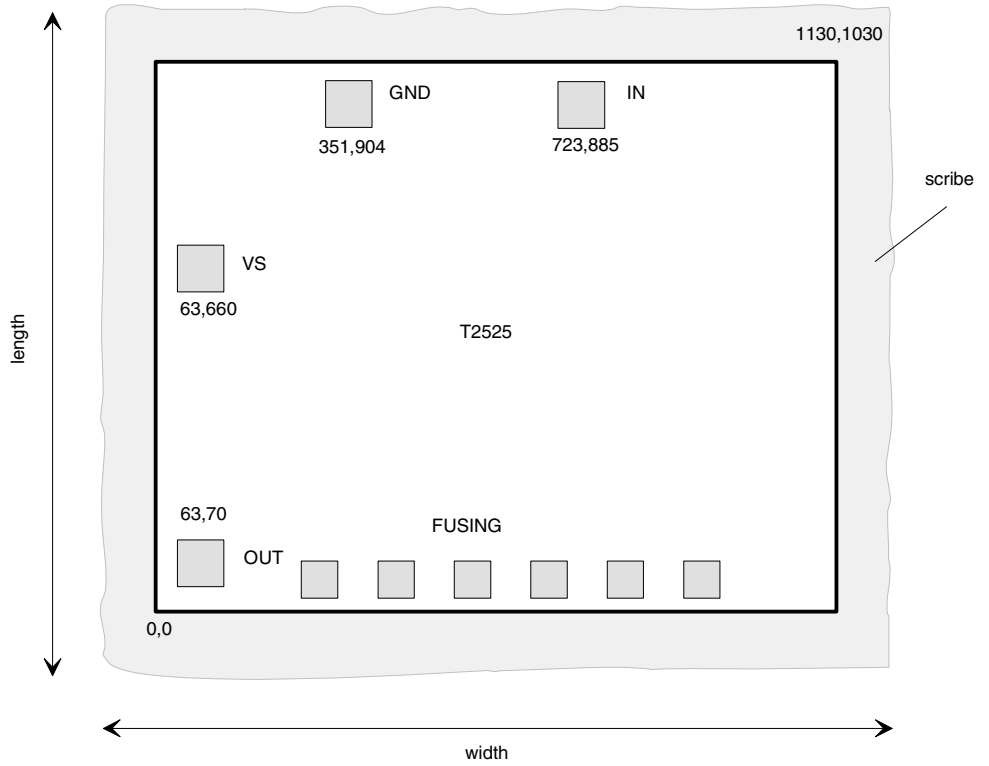 1130,1030
GND
IN
351,904
723,885
scribe
VS
63,660
length
T2525
63,70
FUSING
OUT
0,0
width